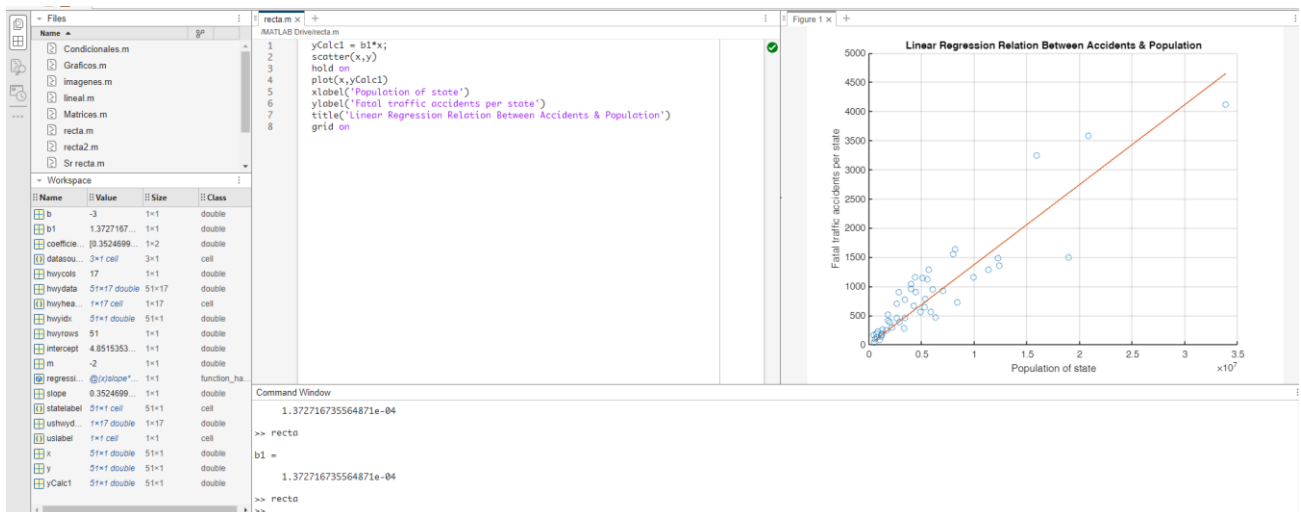 Files
Name
Condicionales.m
Graficos.m
imagenes.m
lineal.m
Matrices.m
recta.m
recta2.m
Sr recta.m
Workspace
Name Value Size Class
b -3 1×1 double
b1 1.3727167... 1×1 double
coefficie... [0.3524699... 1×2 double
datasou... 3×1 cell 3×1 cell
hwycols 17 1×1 double
hwydata 51×17 double 51×17 double
hwyhea... 1×17 cell 1×17 cell
hwyidx 51×1 double 51×1 double
hwyrows 51 1×1 double
intercept 4.8515353... 1×1 double
m -2 1×1 double
regressi... @(x)slope*... 1×1 function_ha...
slope 0.3524699... 1×1 double
statelabel 51×1 cell 51×1 cell
ushwyd... 1×17 double 1×17 double
uslabel 1×1 cell 1×1 cell
x 51×1 double 51×1 double
y 51×1 double 51×1 double
yCalc1 51×1 double 51×1 double
recta.m × +
/MATLAB Drive/recta.m
1 yCalc1 = b1*x;
2 scatter(x,y)
3 hold on
4 plot(x,yCalc1)
5 xlabel('Population of state')
6 ylabel('Fatal traffic accidents per state')
7 title('Linear Regression Relation Between Accidents & Population')
8 grid on
Figure 1 × +
Linear Regression Relation Between Accidents & Population
5000
4500
4000
3500
3000
2500
2000
1500
1000
500
0
Fatal traffic accidents per state
0 0.5 1 1.5 2 2.5 3 3.5
Population of state
×10^7
Command Window
1.372716735564871e-04
>> recta
b1 =
1.372716735564871e-04
>> recta
>>